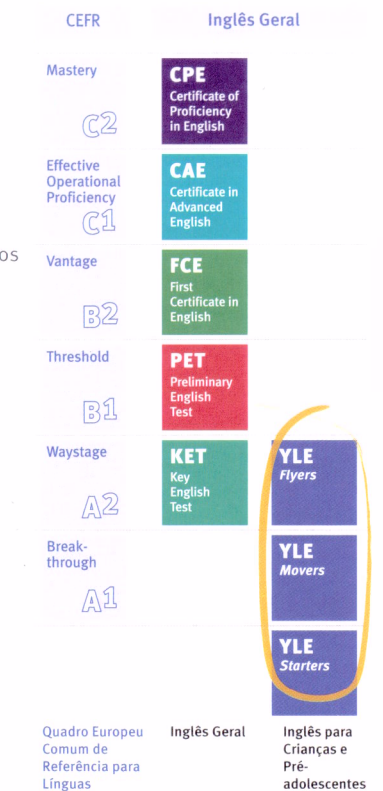 CEFR
Inglês Geral
Mastery
C2
CPE
Certificate of
Proficiency
in English
Effective
Operational
Proficiency
C1
CAE
Certificate in
Advanced
English
os
Vantage
B2
FCE
First
Certificate in
English
Threshold
B1
PET
Preliminary
English
Test
Waystage
A2
KET
Key
English
Test
YLE
Flyers
Break-
through
A1
YLE
Movers
YLE
Starters
Quadro Europeu
Comum de
Referência para
Línguas
Inglês Geral
Inglês para
Crianças e
Pré-
adolescentes